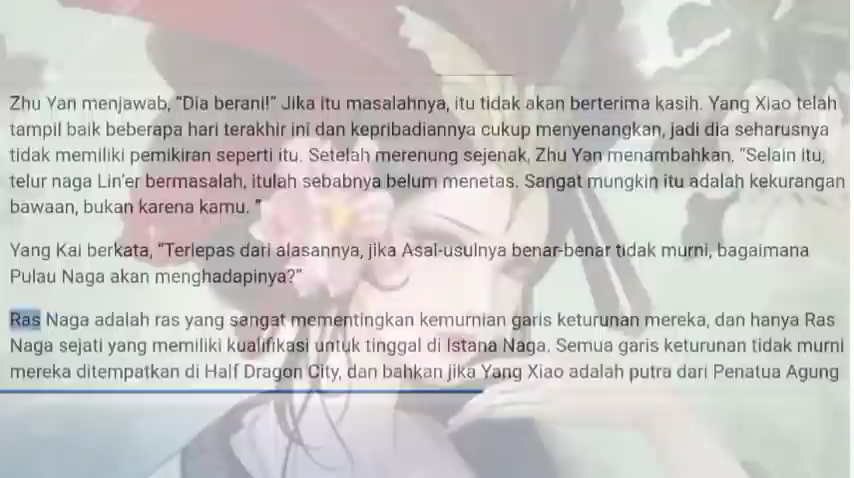 Zhu Yan menjawab, “Dia berani!” Jika itu masalahnya, itu tidak akan berterima kasih. Yang Xiao telah
tampil baik beberapa hari terakhir ini dan kepribadiannya cukup menyenangkan, jadi dia seharusnya
tidak memiliki pemikiran seperti itu. Setelah merenung sejenak, Zhu Yan menambahkan, “Selain itu,
telur naga Lin’er bermasalah, itulah sebabnya belum menetas. Sangat mungkin itu adalah kekurangan
bawaan, bukan karena kamu. ”
Yang Kai berkata, “Terlepas dari alasannya, jika Asal-usulnya benar-benar tidak murni, bagaimana
Pulau Naga akan menghadapinya?”
Ras Naga adalah ras yang sangat mementingkan kemurnian garis keturunan mereka, dan hanya Ras
Naga sejati yang memiliki kualifikasi untuk tinggal di Istana Naga. Semua garis keturunan tidak murni
mereka ditempatkan di Half Dragon City, dan bahkan jika Yang Xiao adalah putra dari Penatua Agung